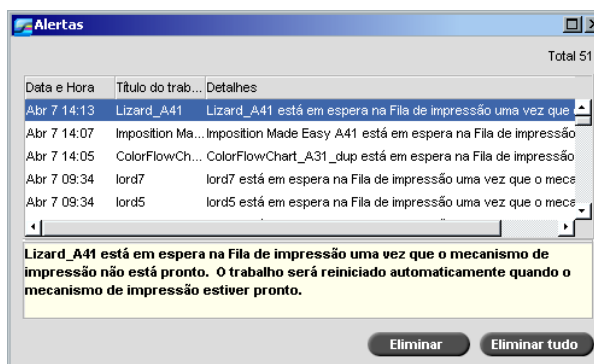 Alertas
Total 51
Data e Hora Título do trab... Detalhes
Abr 7 14:13 Lizard_A41 Lizard_A41 está em espera na Fila de impressão uma vez que
Abr 7 14:07 Imposition Ma... Imposition Made Easy A41 está em espera na Fila de impressão
Abr 7 14:05 ColorFlowCh... ColorFlowChart_A31_dup está em espera na Fila de impressão
Abr 7 09:34 lord7 lord7 está em espera na Fila de impressão uma vez que o meca
Abr 7 09:34 lord5 lord5 está em espera na Fila de impressão uma vez que o meca
Lizard_A41 está em espera na Fila de impressão uma vez que o mecanismo de
impressão não está pronto. O trabalho será reiniciado automaticamente quando o
mecanismo de impressão estiver pronto.
Eliminar Eliminar tudo